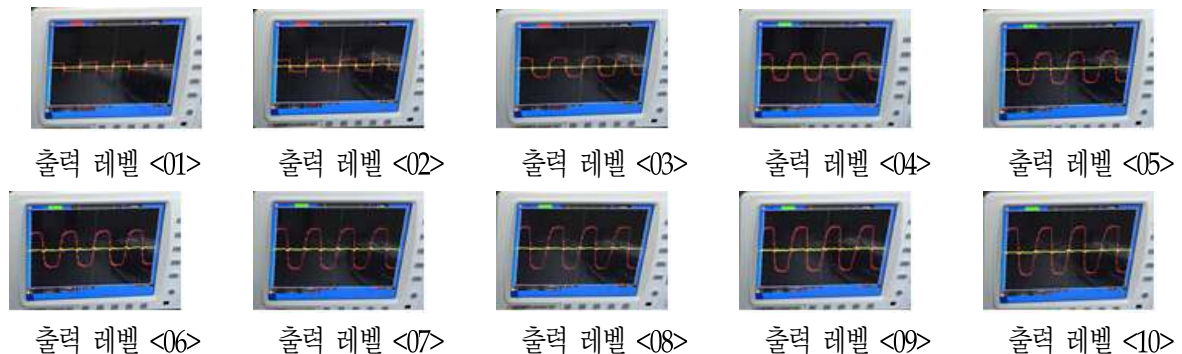 출력 레벨 <01> 출력 레벨 <02> 출력 레벨 <03> 출력 레벨 <04> 출력 레벨 <05>
출력 레벨 <06> 출력 레벨 <07> 출력 레벨 <08> 출력 레벨 <09> 출력 레벨 <10>